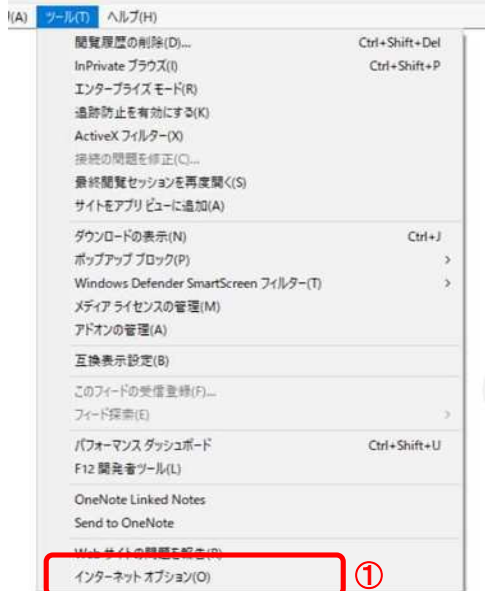 (A) ツール(T) ヘルプ(H)
閲覧履歴の削除(D)... Ctrl+Shift+Del
InPrivate ブラウズ(I) Ctrl+Shift+P
エンタープライズ モード(R)
追跡防止を有効にする(K)
ActiveX フィルター(X)
接続の問題を修正(C)...
最終閲覧セッションを再度開く(S)
サイトをアプリ ビューに追加(A)
ダウンロードの表示(N) Ctrl+J
ポップアップ ブロック(P) >
Windows Defender SmartScreen フィルター(T) >
メディア ライセンスの管理(M)
アドオンの管理(A)
互換表示設定(B)
このフィードの受信登録(F)...
フィード探索(E) >
パフォーマンス ダッシュボード Ctrl+Shift+U
F12 開発者ツール(L)
OneNote Linked Notes
Send to OneNote
Web サイトの問題を報告(R)
インターネット オプション(O) ①